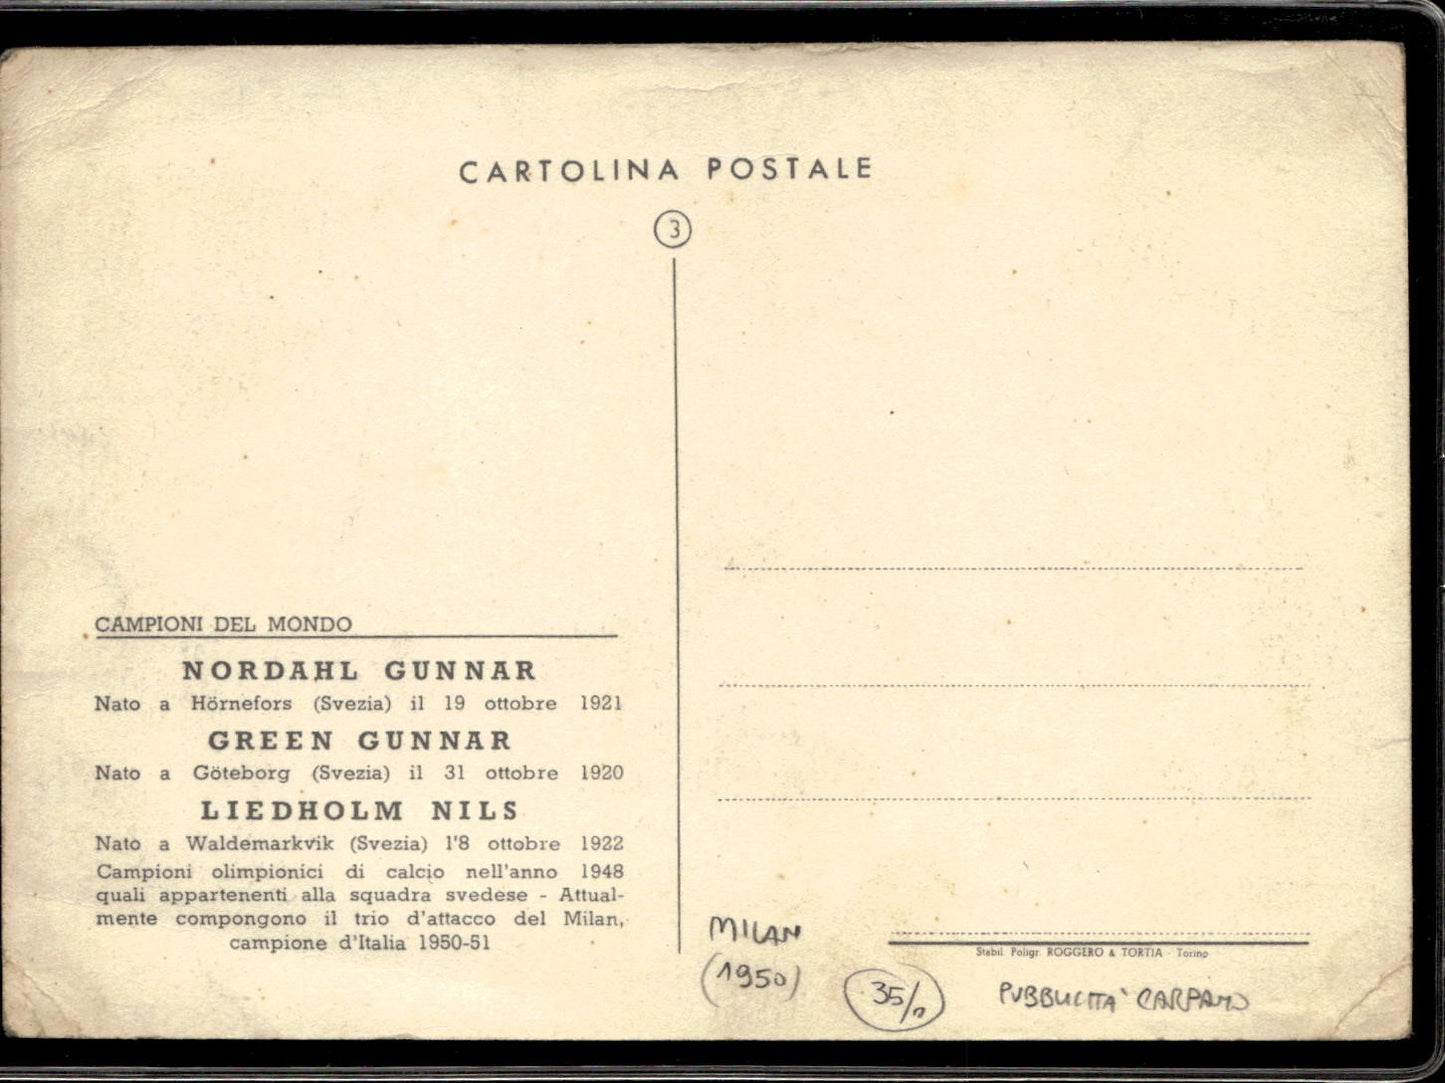 CARTOLINA POSTALE
3
CAMPIONI DEL MONDO
NORDAHL GUNNAR
Nato a Hörnefors (Svezia) il 19 ottobre 1921
GREEN GUNNAR
Nato a Göteborg (Svezia) il 31 ottobre 1920
LIEDHOLM NILS
Nato a Waldemarkvik (Svezia) l'8 ottobre 1922
Campioni olimpionici di calcio nell'anno 1948
quali appartenenti alla squadra svedese - Attual-
mente compongono il trio d'attacco del Milan,
campione d'Italia 1950-51
Stabil. Poligr. ROGGERO & TORTIA - Torino
MILAN
(1950)
35/n
PUBBLICITA' CARPANO